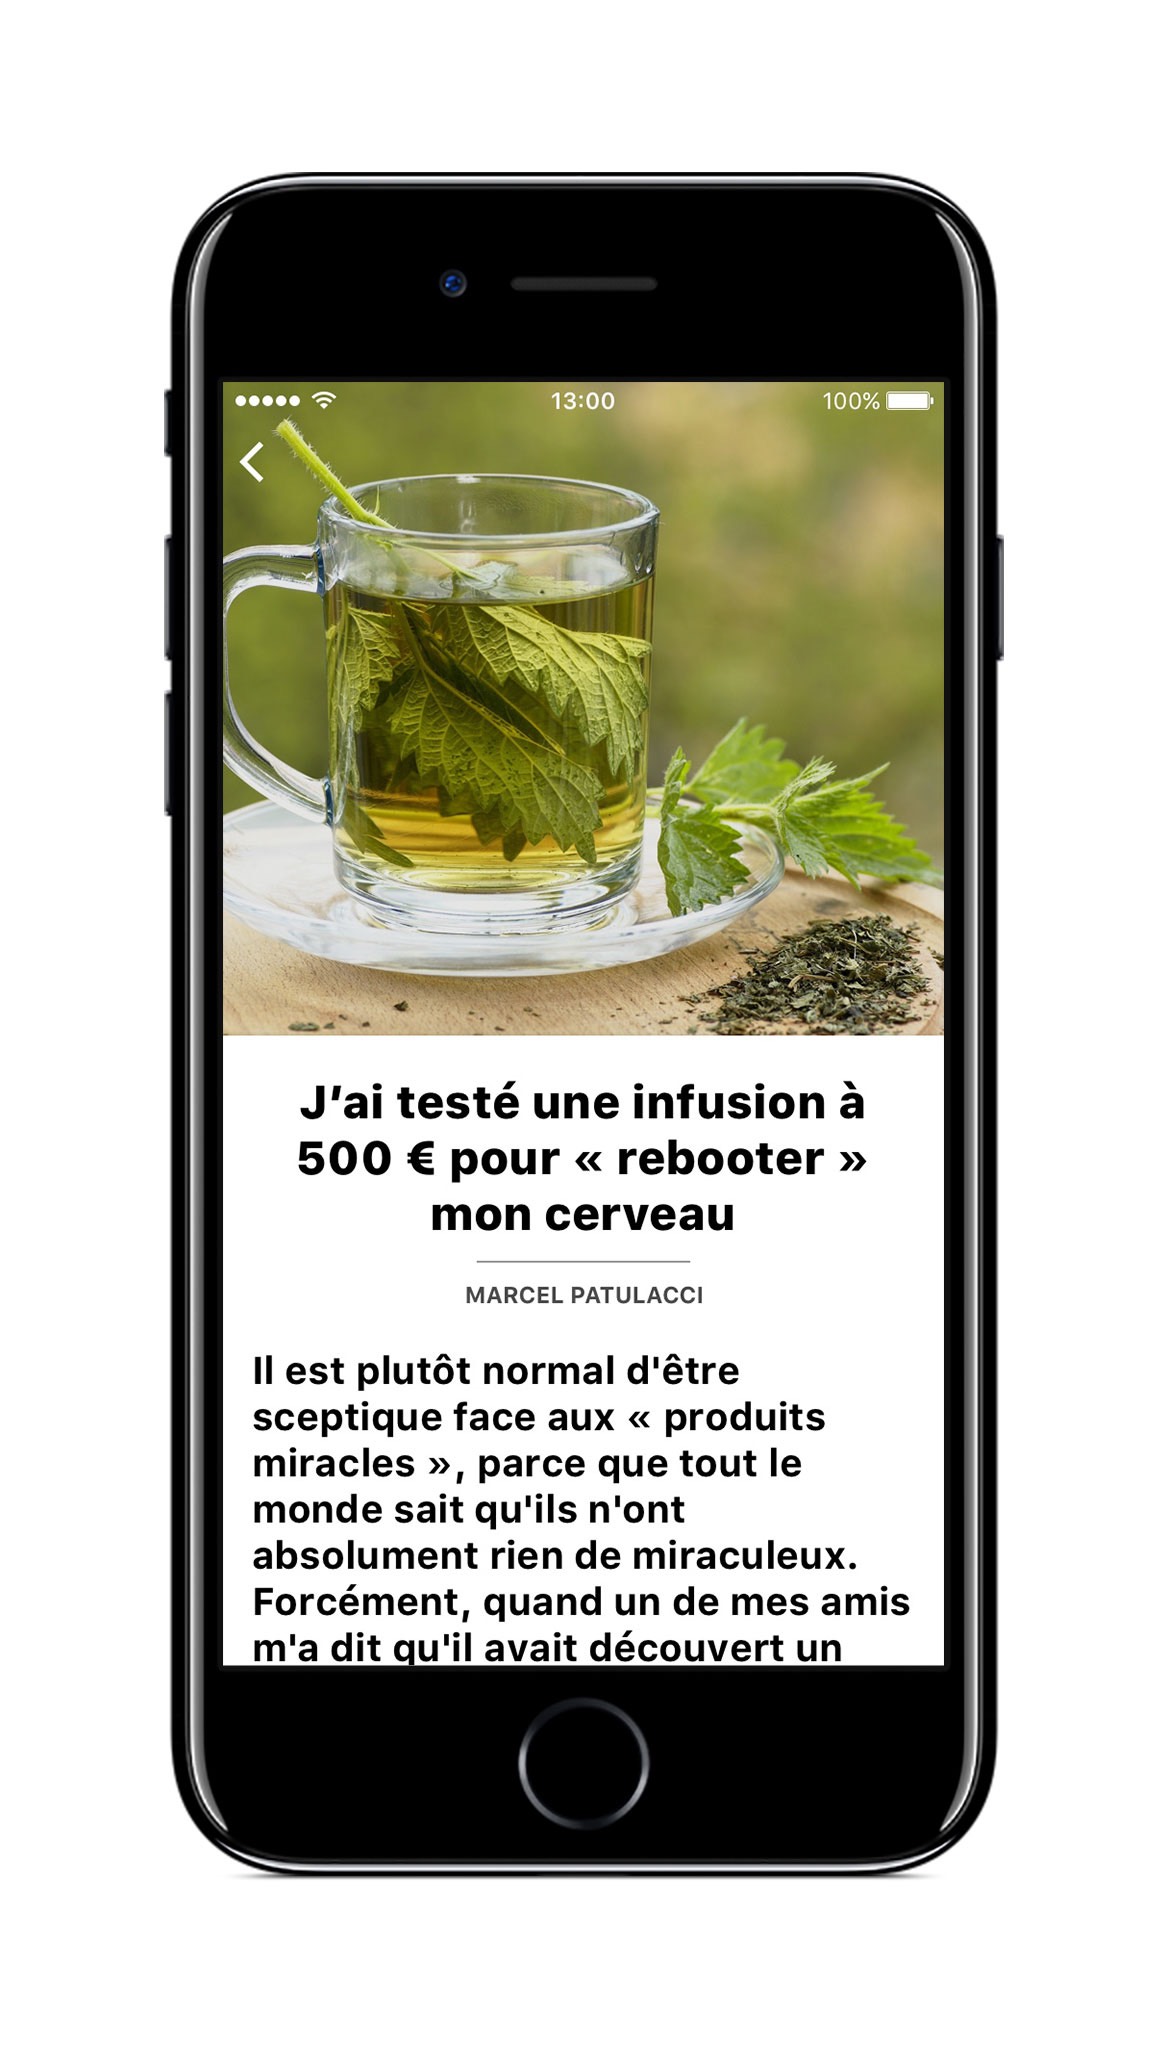 13:00
100%
J’ai testé une infusion à
500 € pour « rebooter »
mon cerveau
MARCEL PATULACCI
Il est plutôt normal d'être
sceptique face aux « produits
miracles », parce que tout le
monde sait qu'ils n'ont
absolument rien de miraculeux.
Forcément, quand un de mes amis
m'a dit qu'il avait découvert un